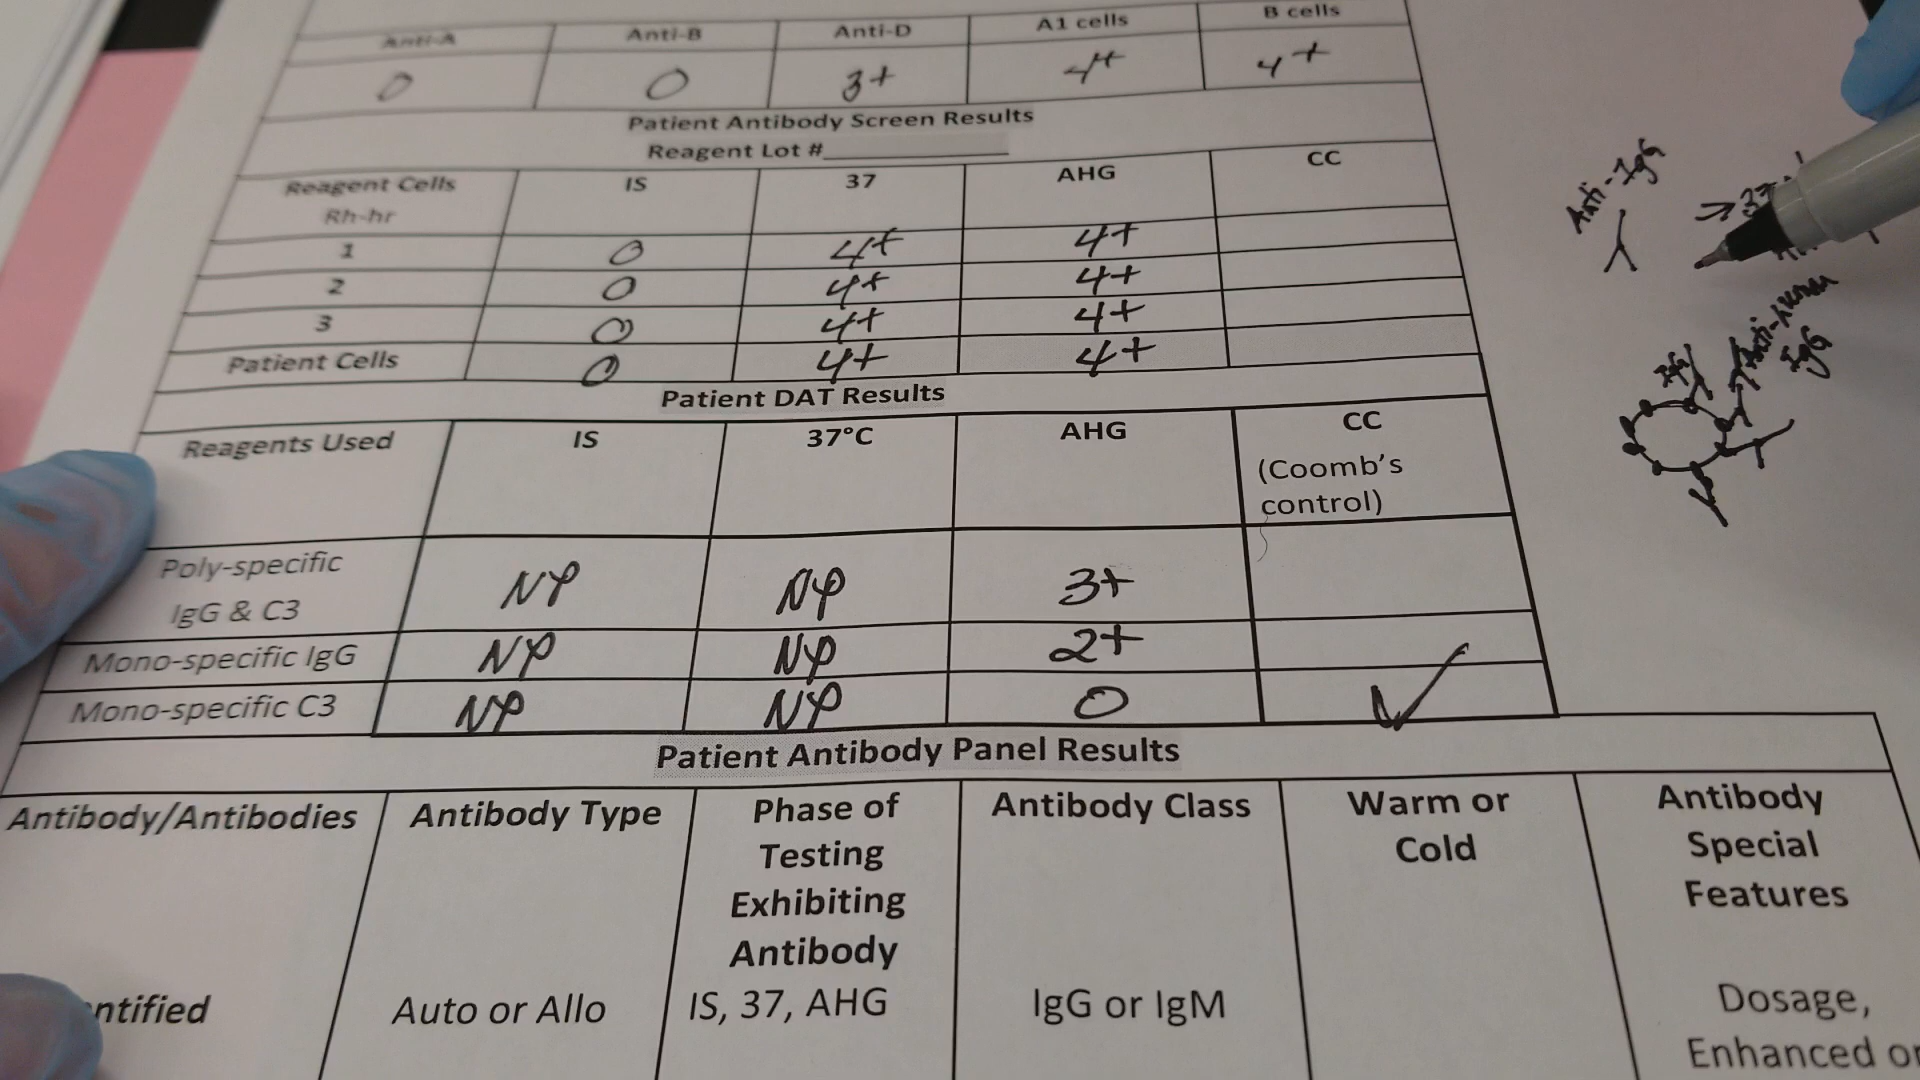 Anti-A Anti-B Anti-D A1 cells B cells
0 0 3+ 4+ 4+
Patient Antibody Screen Results
Reagent Lot #
Reagent Cells IS 37 AHG CC
Rh-hr
1 0 4+ 4+
2 0 4+ 4+
3 0 4+ 4+
Patient Cells 0 4+ 4+
Patient DAT Results
Reagents Used IS 37°C AHG CC
(Coomb's
control)
Poly-specific
IgG & C3 NP NP 3+
Mono-specific IgG NP NP 2+
Mono-specific C3 NP NP 0 ✓
Patient Antibody Panel Results
Antibody/Antibodies Antibody Type Phase of Antibody Class Warm or Antibody
Testing Cold Special
Exhibiting Features
Antibody
ntified Auto or Allo IS, 37, AHG IgG or IgM Dosage,
Enhanced or
Anti-IgG
IgG
Anti-human
IgG